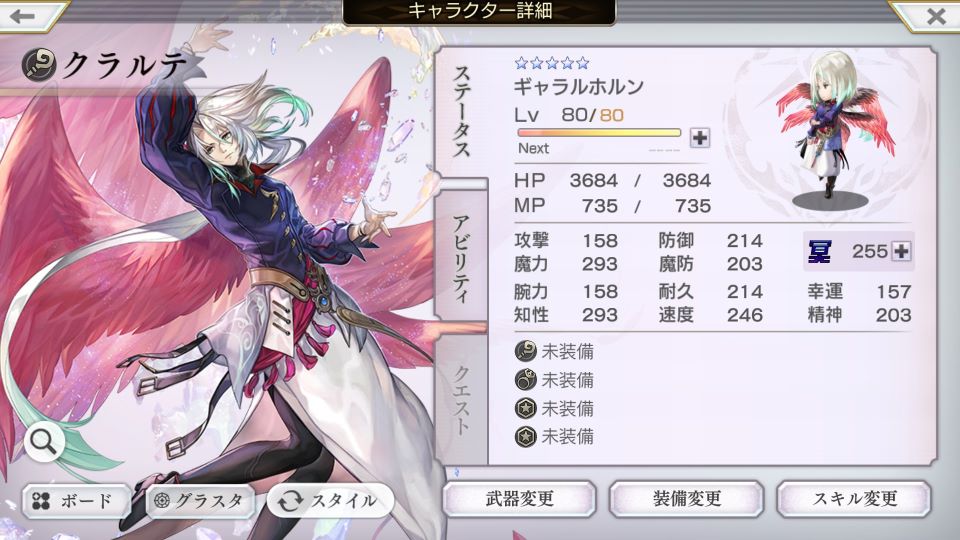 キャラクター詳細
クラルテ
ステータス
アビリティ
クエスト
☆☆☆☆☆
ギャラルホルン
Lv 80/80
Next ____
HP 3684 / 3684
MP 735 / 735
攻撃 158 防御 214
魔力 293 魔防 203
冥 255
腕力 158 耐久 214 幸運 157
知性 293 速度 246 精神 203
未装備
未装備
未装備
未装備
ボード
グラスタ
スタイル
武器変更
装備変更
スキル変更